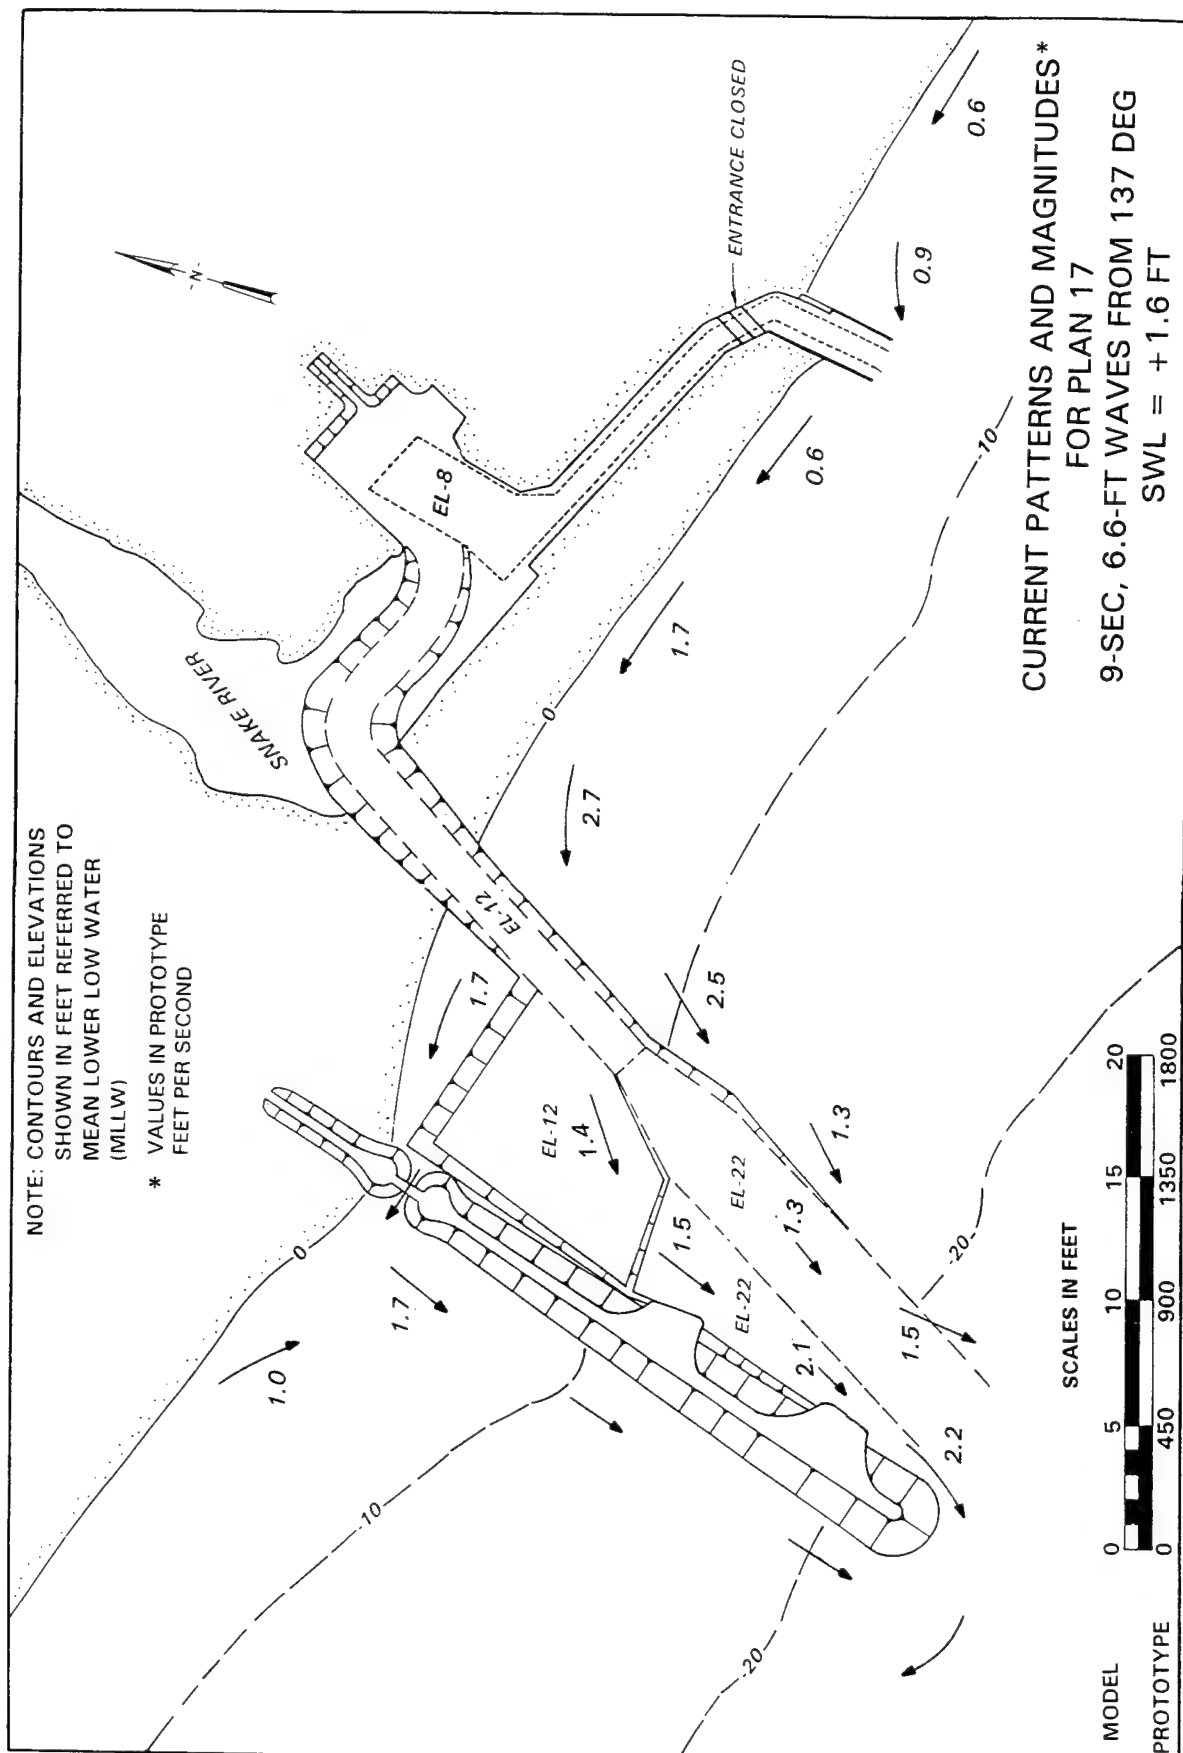 NOTE: CONTOURS AND ELEVATIONS
SHOWN IN FEET REFERRED TO
MEAN LOWER LOW WATER
(MLLW)
* VALUES IN PROTOTYPE
FEET PER SECOND
-N-
SNAKE RIVER
EL-8
ENTRANCE CLOSED
0
0
EL-12
EL-12
EL-22
EL-22
1.0
1.7
1.7
1.4
1.5
1.3
2.1
2.2
1.5
1.3
2.5
2.7
1.7
0.6
0.9
0.6
-10
-10
-20
-20
SCALES IN FEET
MODEL 0 5 10 15 20
PROTOTYPE 0 450 900 1350 1800
CURRENT PATTERNS AND MAGNITUDES*
FOR PLAN 17
9-SEC, 6.6-FT WAVES FROM 137 DEG
SWL = +1.6 FT